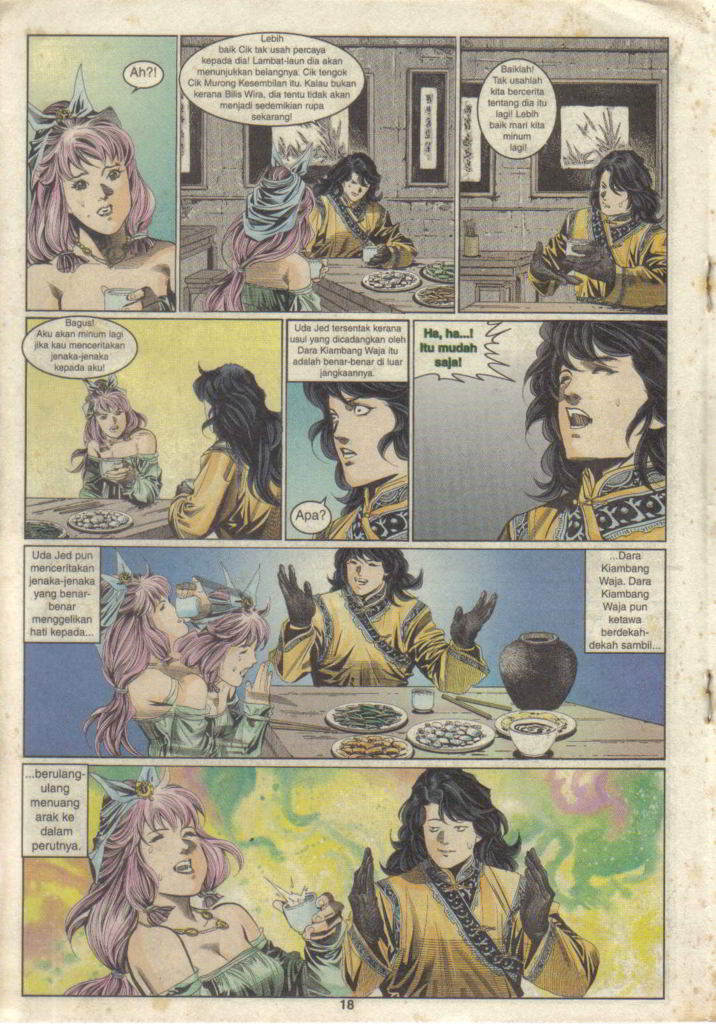 Ah?!
Lebih
baik Cik tak usah percaya
kepada dia! Lambat-laun dia akan
menunjukkan belangnya. Cik tengok
Cik Murong Kesembilan itu. Kalau bukan
kerana Bilis Wira, dia tentu tidak akan
menjadi sedemikian rupa
sekarang!
Baiklah!
Tak usahlah
kita bercerita
tentang dia itu
lagi! Lebih
baik mari kita
minum
lagi!
Bagus!
Aku akan minum lagi
jika kau menceritakan
jenaka-jenaka
kepada aku!
Uda Jed tersentak kerana
usul yang dicadangkan oleh
Dara Kiambang Waja itu
adalah benar-benar di luar
jangkaannya.
Apa?
Ha, ha...!
Itu mudah
saja!
Uda Jed pun
menceritakan
jenaka-jenaka
yang benar-
benar
menggelikan
hati kepada...
...Dara
Kiambang
Waja. Dara
Kiambang
Waja pun
ketawa
berdekah-
dekah sambil...
...berulang-
ulang
menuang
arak ke
dalam
perutnya.
18